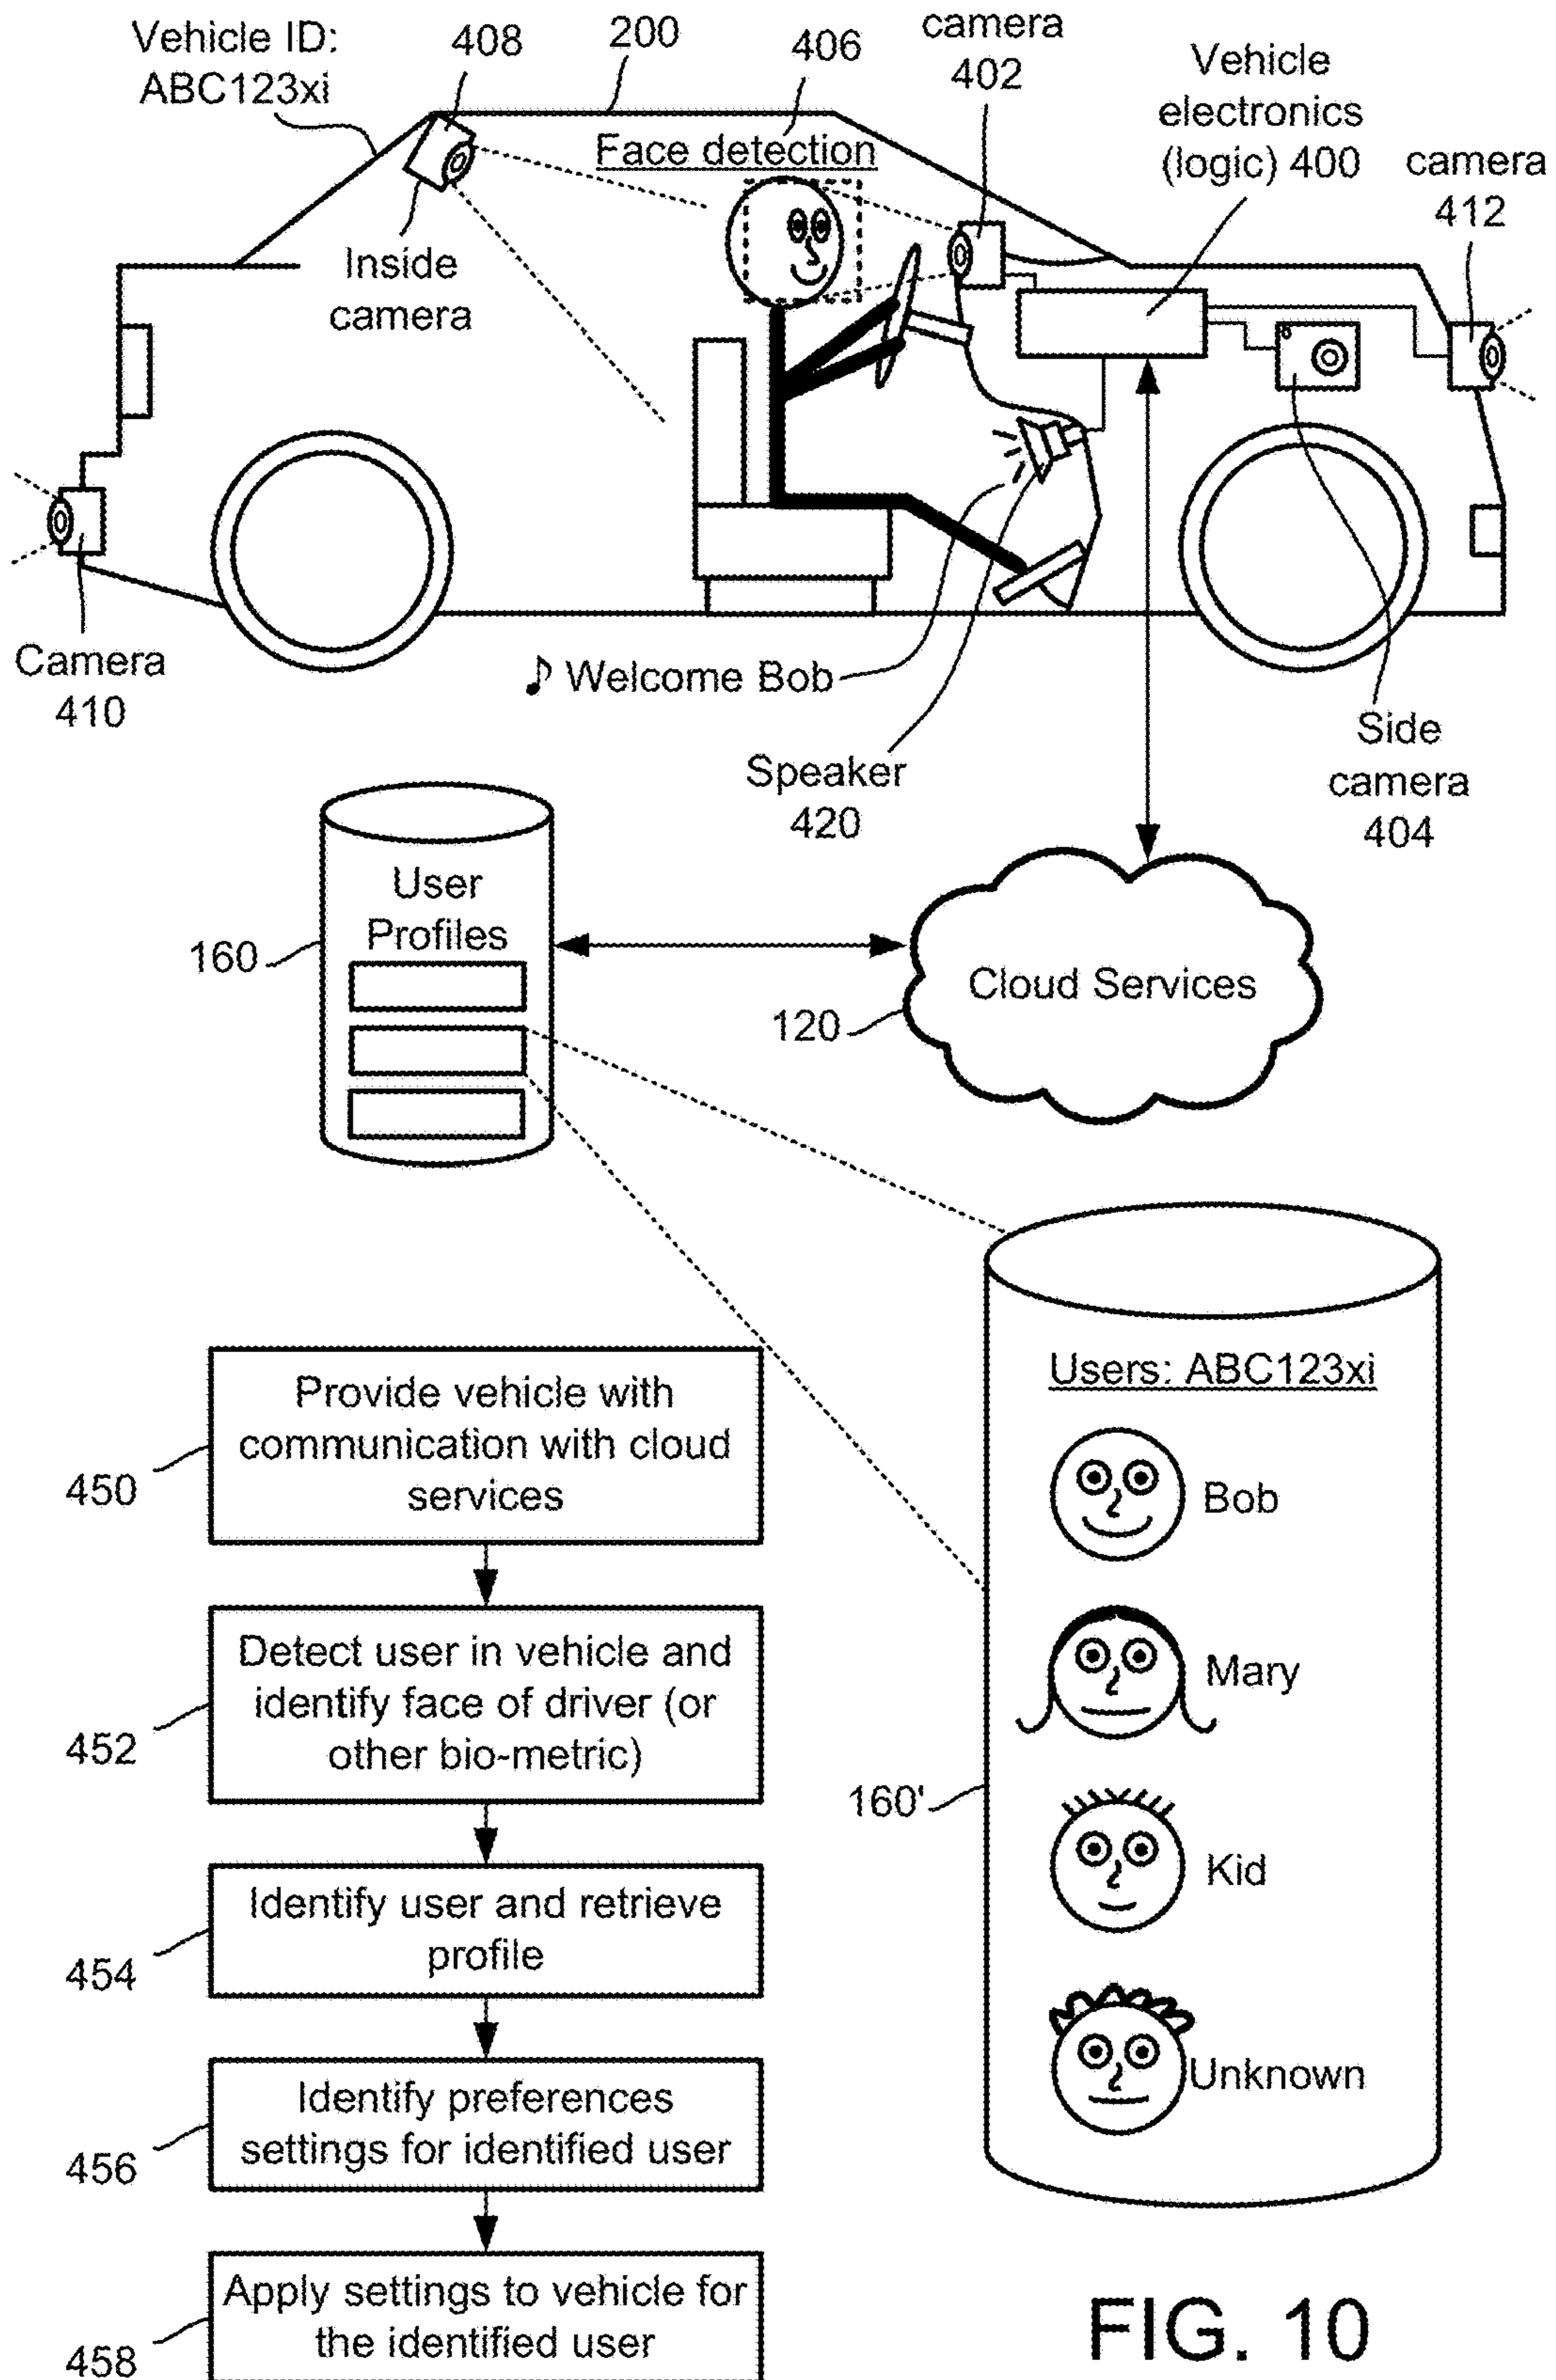 Vehicle ID:
ABC123xi
408
200
406
camera
402
Vehicle
electronics
(logic) 400
camera
412
Face detection
Inside
camera
Camera
410
♪ Welcome Bob
Speaker
420
Side
camera
404
User
Profiles
160
Cloud Services
120
Users: ABC123xi
Bob
Mary
Kid
Unknown
160'
Provide vehicle with
communication with cloud
services
450
Detect user in vehicle and
identify face of driver (or
other bio-metric)
452
Identify user and retrieve
profile
454
Identify preferences
settings for identified user
456
Apply settings to vehicle for
the identified user
458
FIG. 10